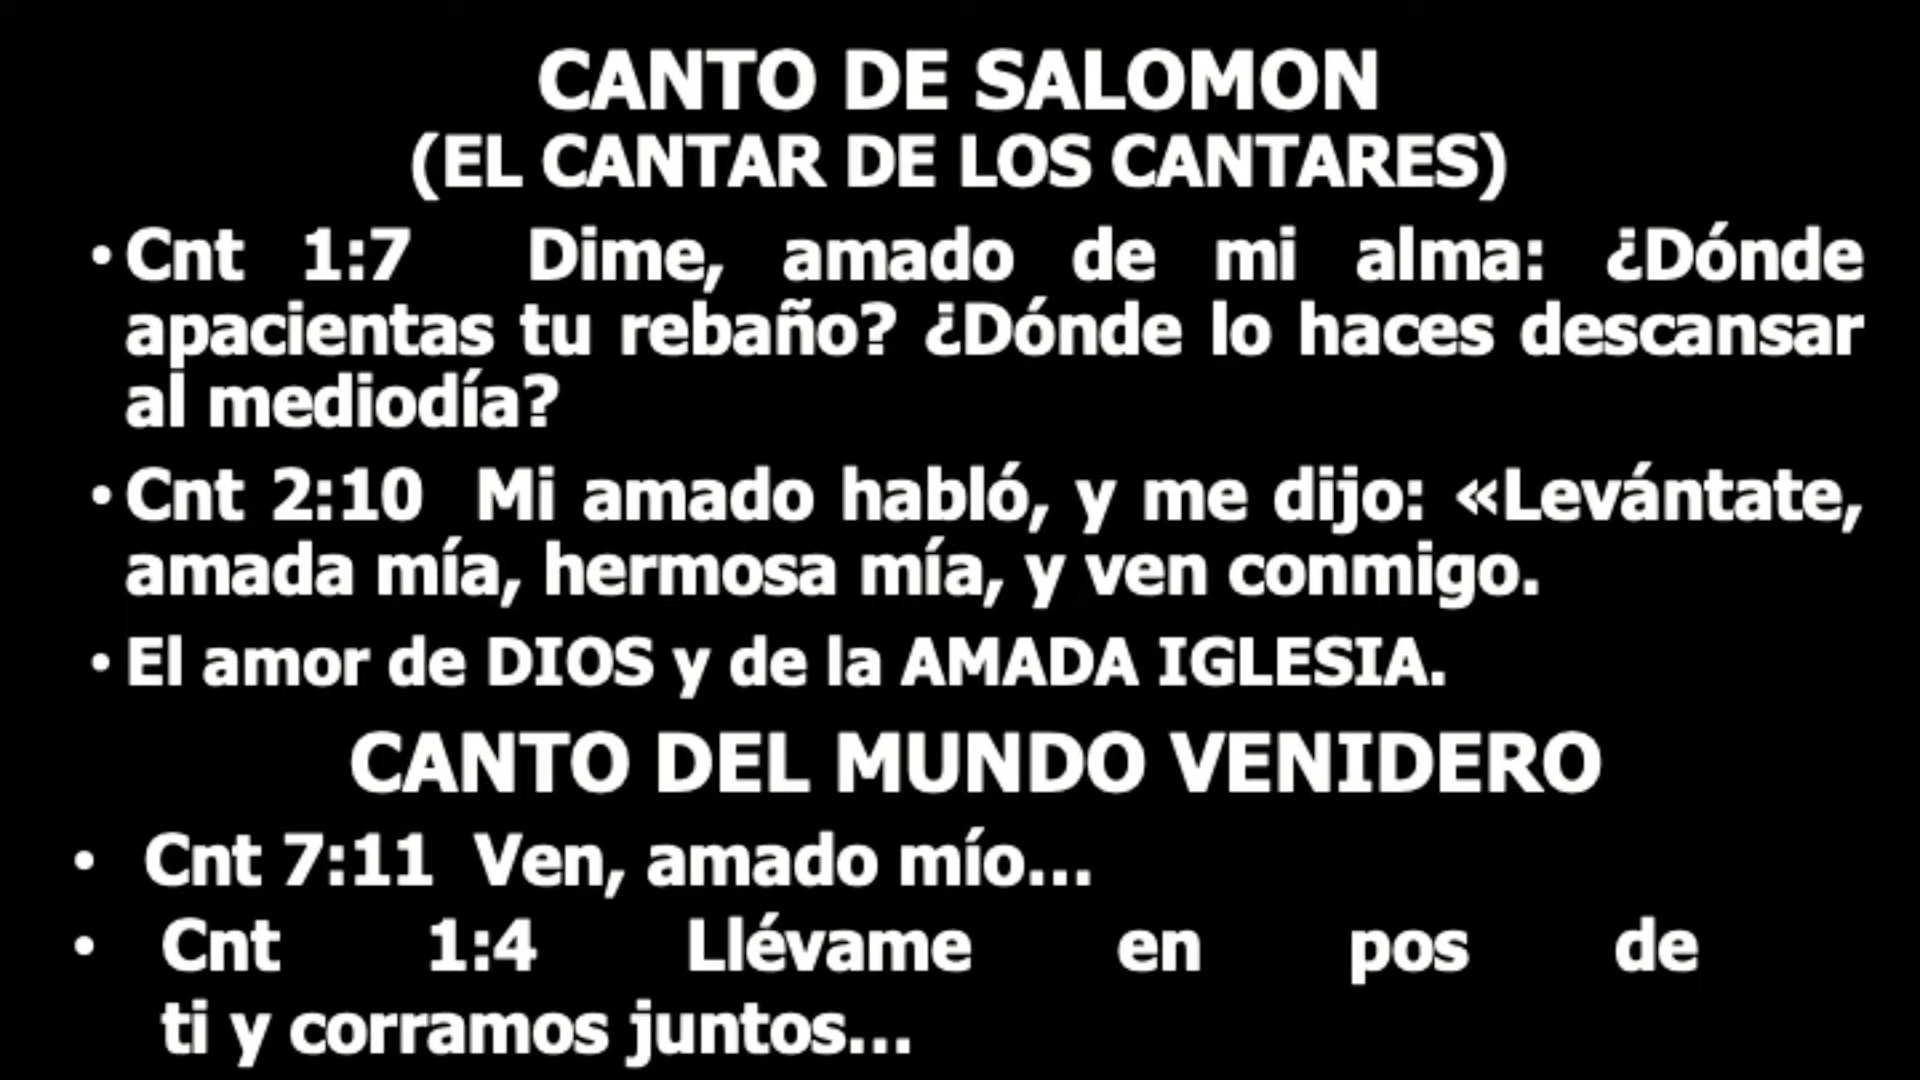 CANTO DE SALOMON
(EL CANTAR DE LOS CANTARES)
• Cnt 1:7 Dime, amado de mi alma: ¿Dónde
apacientas tu rebaño? ¿Dónde lo haces descansar
al mediodía?
• Cnt 2:10 Mi amado habló, y me dijo: «Levántate,
amada mía, hermosa mía, y ven conmigo.
• El amor de DIOS y de la AMADA IGLESIA.
CANTO DEL MUNDO VENIDERO
• Cnt 7:11 Ven, amado mío...
• Cnt 1:4 Llévame en pos de
ti y corramos juntos...